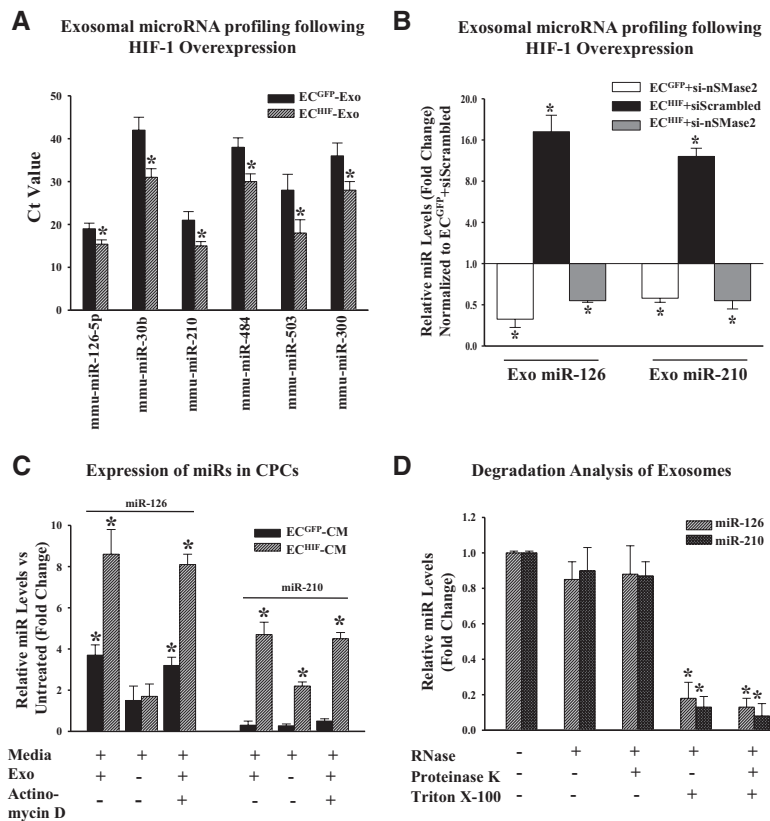 A
Exosomal microRNA profiling following
HIF-1 Overexpression
EC^GFP-Exo
EC^HIF-Exo
Ct Value
50
40
30
20
10
0
mmu-miR-126-5p
mmu-miR-30b
mmu-miR-210
mmu-miR-484
mmu-miR-503
mmu-miR-300
* * * * * *
B
Exosomal microRNA profiling following
HIF-1 Overexpression
EC^GFP+si-nSMase2
EC^HIF+siScrambled
EC^HIF+si-nSMase2
Relative miR Levels (Fold Change)
Normalized to EC^GFP+siScrambled
20.0
16.0
8.0
4.0
1.0
0.5
0.0
* * * * * *
Exo miR-126 Exo miR-210
C
Expression of miRs in CPCs
miR-126
EC^GFP-CM
EC^HIF-CM
miR-210
Relative miR Levels vs
Untreated (Fold Change)
10
8
6
4
2
0
* * * * * * *
Media + + + + + +
Exo + - + + - +
Actino-
mycin D - - + - - +
D
Degradation Analysis of Exosomes
miR-126
miR-210
Relative miR Levels
(Fold Change)
1.2
1.0
0.8
0.6
0.4
0.2
0.0
* * * *
RNase - + + + +
Proteinase K - - + - +
Triton X-100 - - - + +